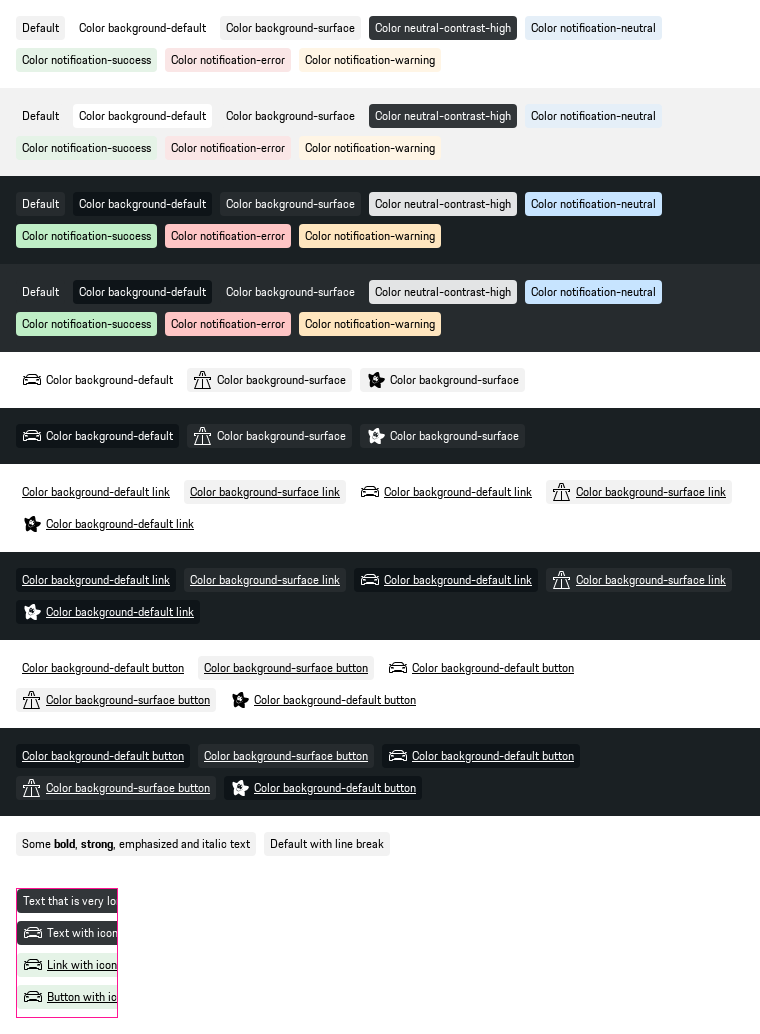 Default Color background-default Color background-surface Color neutral-contrast-high Color notification-neutral
Color notification-success Color notification-error Color notification-warning
Default Color background-default Color background-surface Color neutral-contrast-high Color notification-neutral
Color notification-success Color notification-error Color notification-warning
Default Color background-default Color background-surface Color neutral-contrast-high Color notification-neutral
Color notification-success Color notification-error Color notification-warning
Default Color background-default Color background-surface Color neutral-contrast-high Color notification-neutral
Color notification-success Color notification-error Color notification-warning
Color background-default Color background-surface Color background-surface
Color background-default Color background-surface Color background-surface
Color background-default link Color background-surface link Color background-default link Color background-surface link
Color background-default link
Color background-default link Color background-surface link Color background-default link Color background-surface link
Color background-default link
Color background-default button Color background-surface button Color background-default button
Color background-surface button Color background-default button
Color background-default button Color background-surface button Color background-default button
Color background-surface button Color background-default button
Some bold, strong, emphasized and italic text Default with line break
Text that is very lo
Text with icon
Link with icon
Button with ic